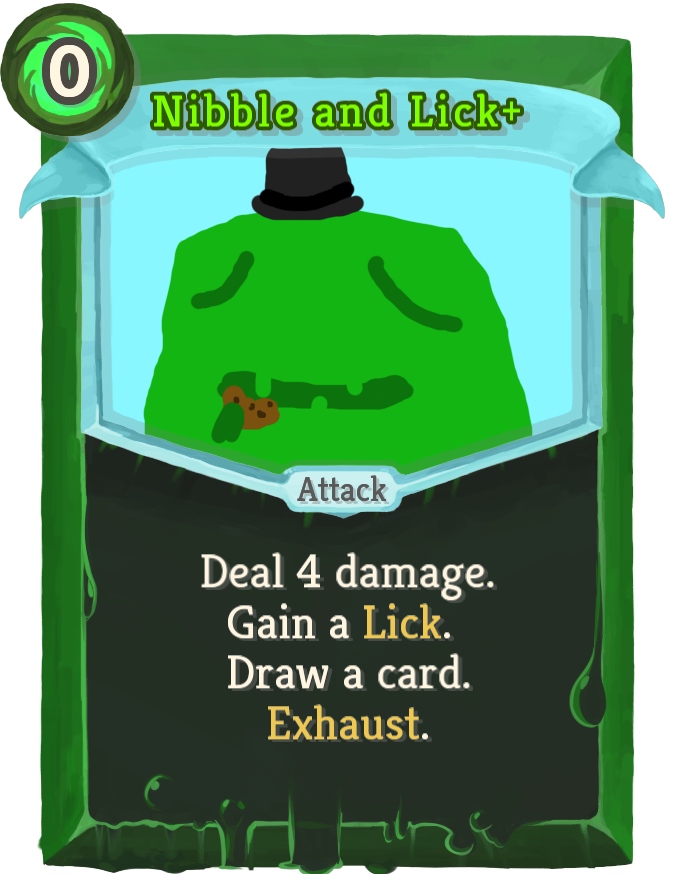 0
Nibble and Lick+
Attack
Deal 4 damage.
Gain a Lick.
Draw a card.
Exhaust.